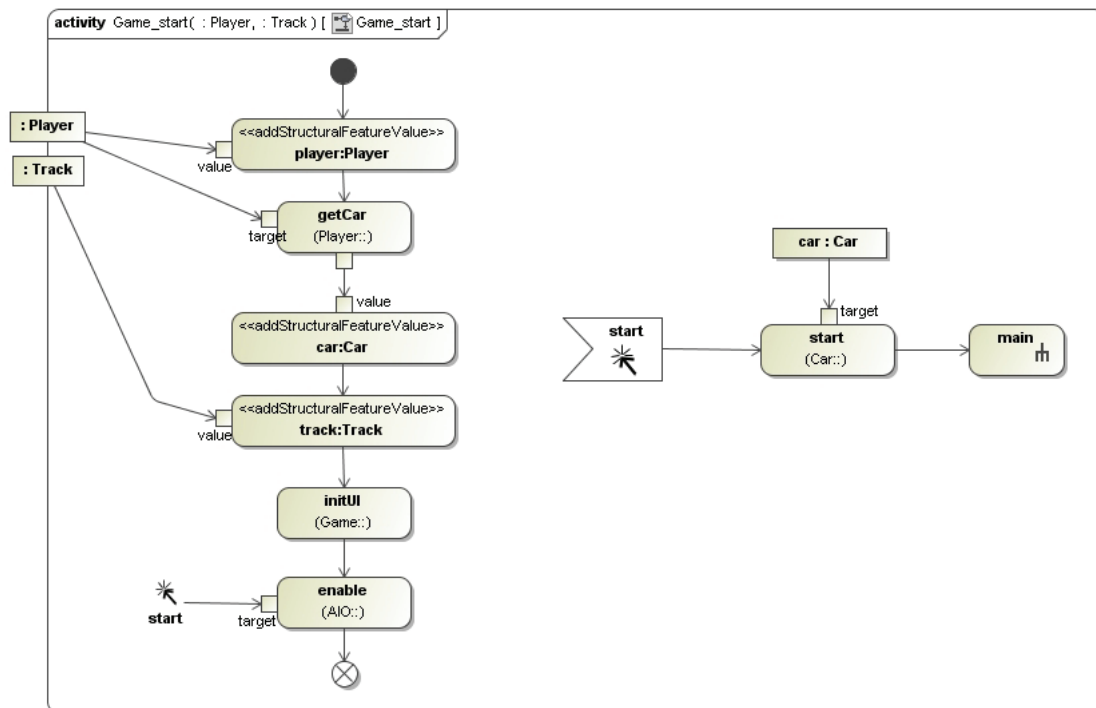 activity Game_start( : Player, : Track ) [ Game_start ]
: Player
<<addStructuralFeatureValue>>
player:Player
value
: Track
getCar
(Player::)
target
value
<<addStructuralFeatureValue>>
car:Car
<<addStructuralFeatureValue>>
track:Track
value
initUI
(Game::)
enable
(AIO::)
start
target
car : Car
target
start
start
(Car::)
main